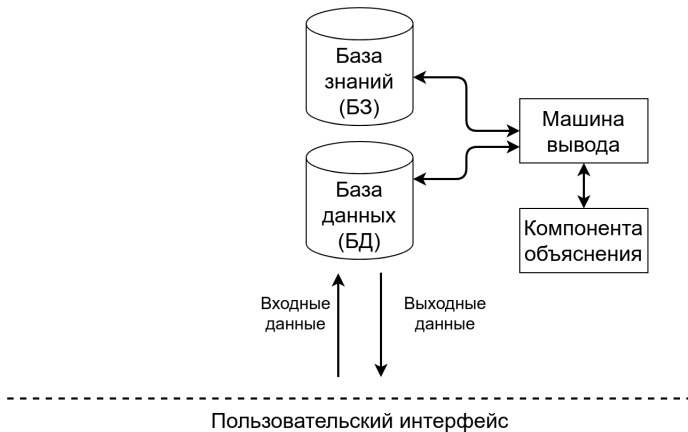 База
знаний
(БЗ)
Машина
вывода
База
данных
(БД)
Компонента
объяснения
Входные
данные
Выходные
данные
Пользовательский интерфейс